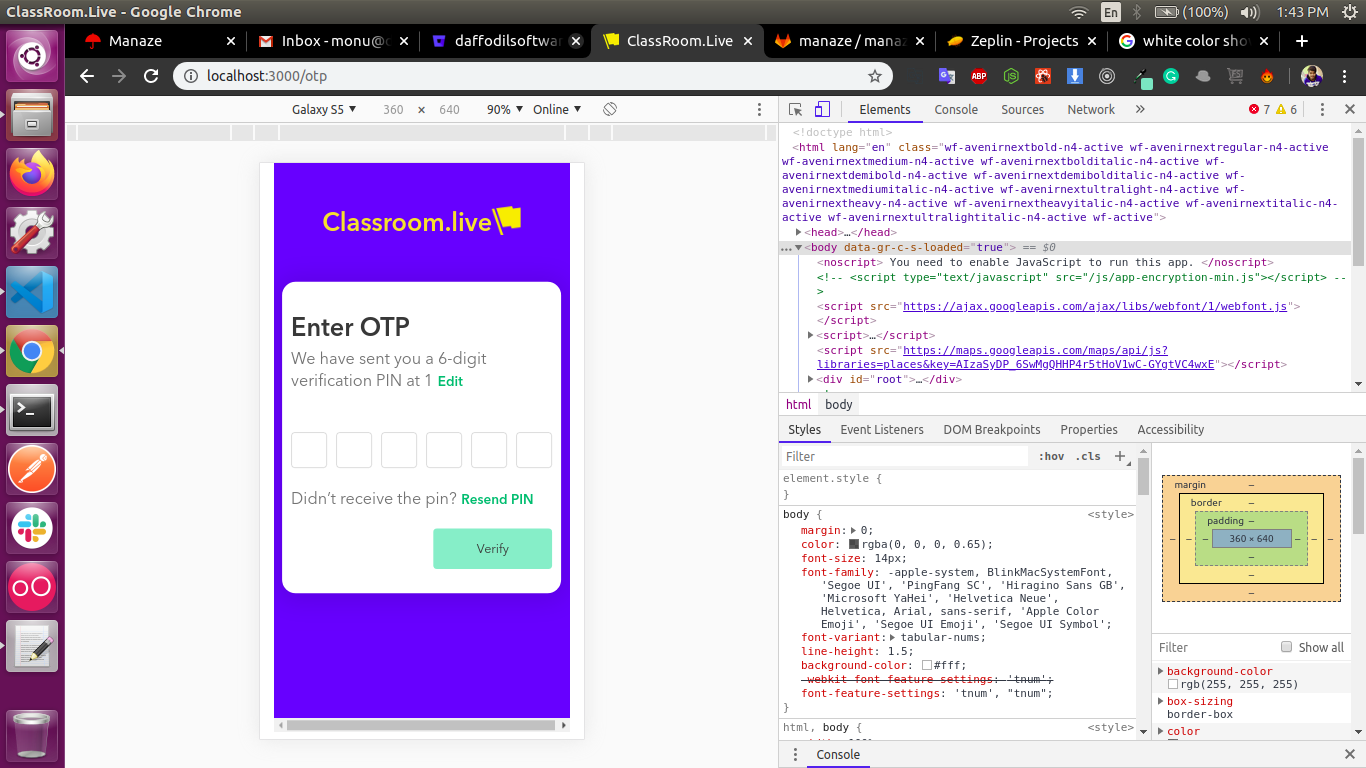 ClassRoom.Live - Google Chrome
En (100%) 1:43 PM
Manaze
Inbox - monu@
daffodilsoftwar
ClassRoom.Live
manaze / manaz
Zeplin - Projects
white color sho
localhost:3000/otp
ABP
Galaxy S5 360 × 640 90% Online
Elements Console Sources Network » 7 6
<!doctype html>
<html lang="en" class="wf-avenirnextbold-n4-active wf-avenirnextregular-n4-active
wf-avenirnextmedium-n4-active wf-avenirnextbolditalic-n4-active wf-
avenirnextdemibold-n4-active wf-avenirnextdemibolditalic-n4-active wf-
avenirnextmediumitalic-n4-active wf-avenirnextultralight-n4-active wf-
avenirnextheavy-n4-active wf-avenirnextheavyitalic-n4-active wf-avenirnextitalic-n4-
active wf-avenirnextultralightitalic-n4-active wf-active">
<head>…</head>
<body data-gr-c-s-loaded="true"> == $0
<noscript> You need to enable JavaScript to run this app. </noscript>
<!-- <script type="text/javascript" src="/js/app-encryption-min.js"></script> --
>
<script src="https://ajax.googleapis.com/ajax/libs/webfont/1/webfont.js">
</script>
<script>…</script>
<script src="https://maps.googleapis.com/maps/api/js?
libraries=places&key=AIzaSyDP_6SwMgQHHP4r5tHoV1wC-GYgtVC4wxE"></script>
<div id="root">…</div>
html body
Styles Event Listeners DOM Breakpoints Properties Accessibility
Filter :hov .cls +
element.style {
}
body { <style>
margin: 0;
color: rgba(0, 0, 0, 0.65);
font-size: 14px;
font-family: -apple-system, BlinkMacSystemFont,
'Segoe UI', 'PingFang SC', 'Hiragino Sans GB',
'Microsoft YaHei', 'Helvetica Neue',
Helvetica, Arial, sans-serif, 'Apple Color
Emoji', 'Segoe UI Emoji', 'Segoe UI Symbol';
font-variant: tabular-nums;
line-height: 1.5;
background-color: #fff;
-webkit-font-feature-settings: 'tnum';
font-feature-settings: 'tnum', "tnum";
}
html, body { <style>
margin –
border –
padding –
– – – 360 × 640 – – –
–
–
–
Filter Show all
background-color
rgb(255, 255, 255)
box-sizing
border-box
color
Console
Classroom.live
Enter OTP
We have sent you a 6-digit
verification PIN at 1 Edit
Didn't receive the pin? Resend PIN
Verify